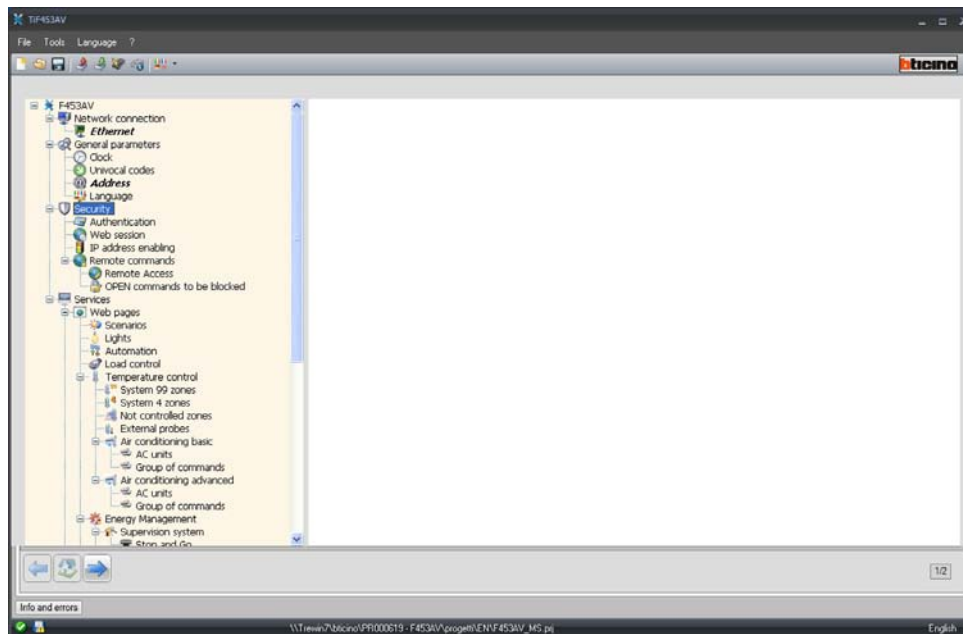 TiF453AV
File Tools Language ?
bticino
F453AV
Network connection
Ethernet
General parameters
Clock
Univocal codes
Address
Language
Security
Authentication
Web session
IP address enabling
Remote commands
Remote Access
OPEN commands to be blocked
Services
Web pages
Scenarios
Lights
Automation
Load control
Temperature control
System 99 zones
System 4 zones
Not controlled zones
External probes
Air conditioning basic
AC units
Group of commands
Air conditioning advanced
AC units
Group of commands
Energy Management
Supervision system
Stop and Go
1/2
Info and errors
\\Trewin7\bticino\PR000619 - F453AV\progetti\EN\F453AV_MS.prj
English